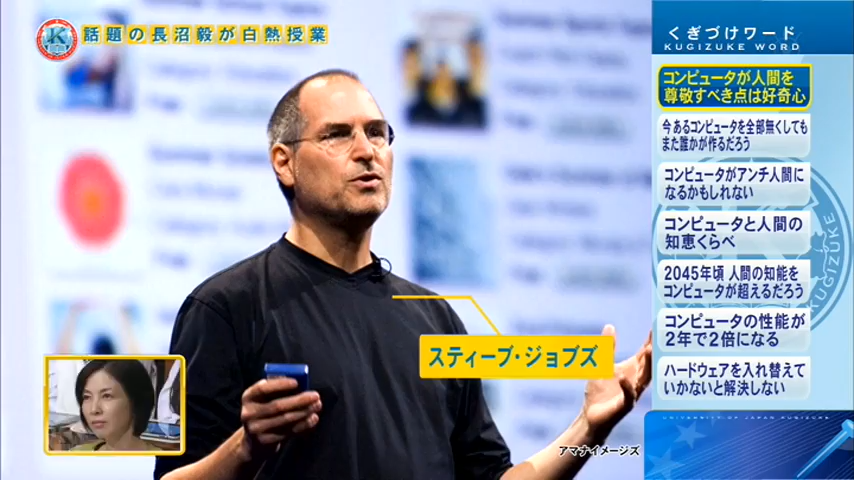 K
話題の長沼毅が白熱授業
くぎづけワード
KUGIZUKE WORD
コンピュータが人間を
尊敬すべき点は好奇心
今あるコンピュータを全部無くしても
また誰かが作るだろう
コンピュータがアンチ人間に
なるかもしれない
コンピュータと人間の
知恵くらべ
2045年頃 人間の知能を
コンピュータが超えるだろう
コンピュータの性能が
2年で2倍になる
ハードウェアを入れ替えて
いかないと解決しない
スティーブ・ジョブズ
アマナイメージズ
KUGIZUKE
UNIVERSITY OF JAPAN KUGIZUKE